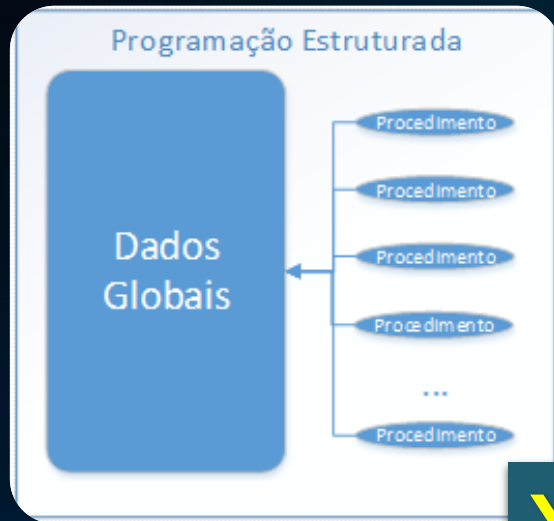 Programação Estruturada
Dados
Globais
Procedimento
Procedimento
Procedimento
Procedimento
...
Procedimento